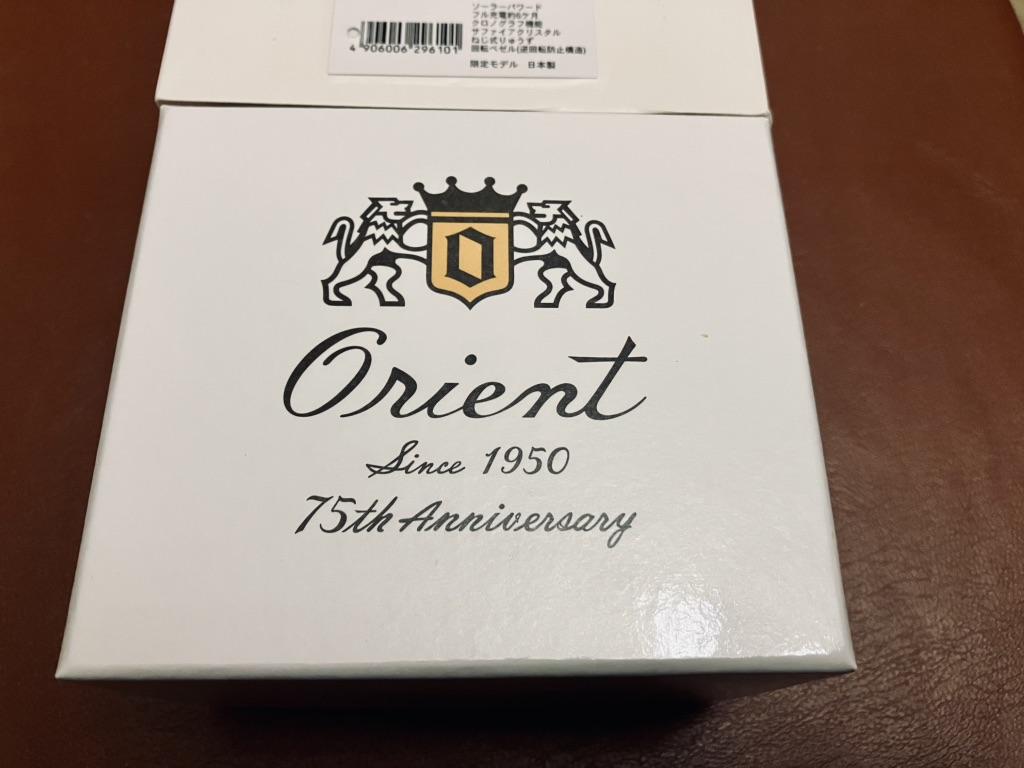 ソーラーパワード
フル充電約6ケ月
クロノグラフ機能
サファイアクリスタル
ねじ式りゅうず
回転ベゼル(逆回転防止構造)
限定モデル 日本製
4 906006 296101
O
Orient
Since 1950
75th Anniversary